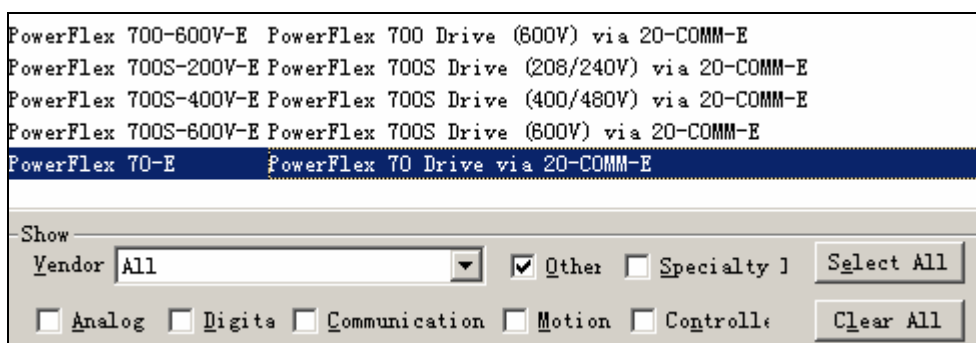 PowerFlex 700-600V-E PowerFlex 700 Drive (600V) via 20-COMM-E
PowerFlex 700S-200V-E PowerFlex 700S Drive (208/240V) via 20-COMM-E
PowerFlex 700S-400V-E PowerFlex 700S Drive (400/480V) via 20-COMM-E
PowerFlex 700S-600V-E PowerFlex 700S Drive (600V) via 20-COMM-E
PowerFlex 70-E PowerFlex 70 Drive via 20-COMM-E
Show
Vendor All Other Specialty I Select All
Analog Digita Communication Motion Controlle Clear All